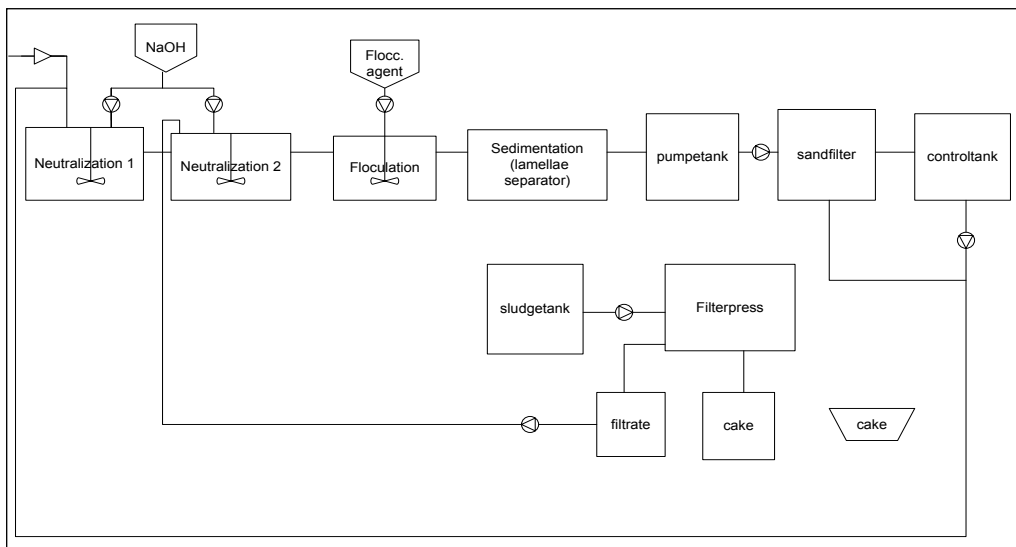 NaOH
Flocc.
agent
Neutralization 1
Neutralization 2
Floculation
Sedimentation
(lamellae
separator)
pumpetank
sandfilter
controltank
sludgetank
Filterpress
filtrate
cake
cake